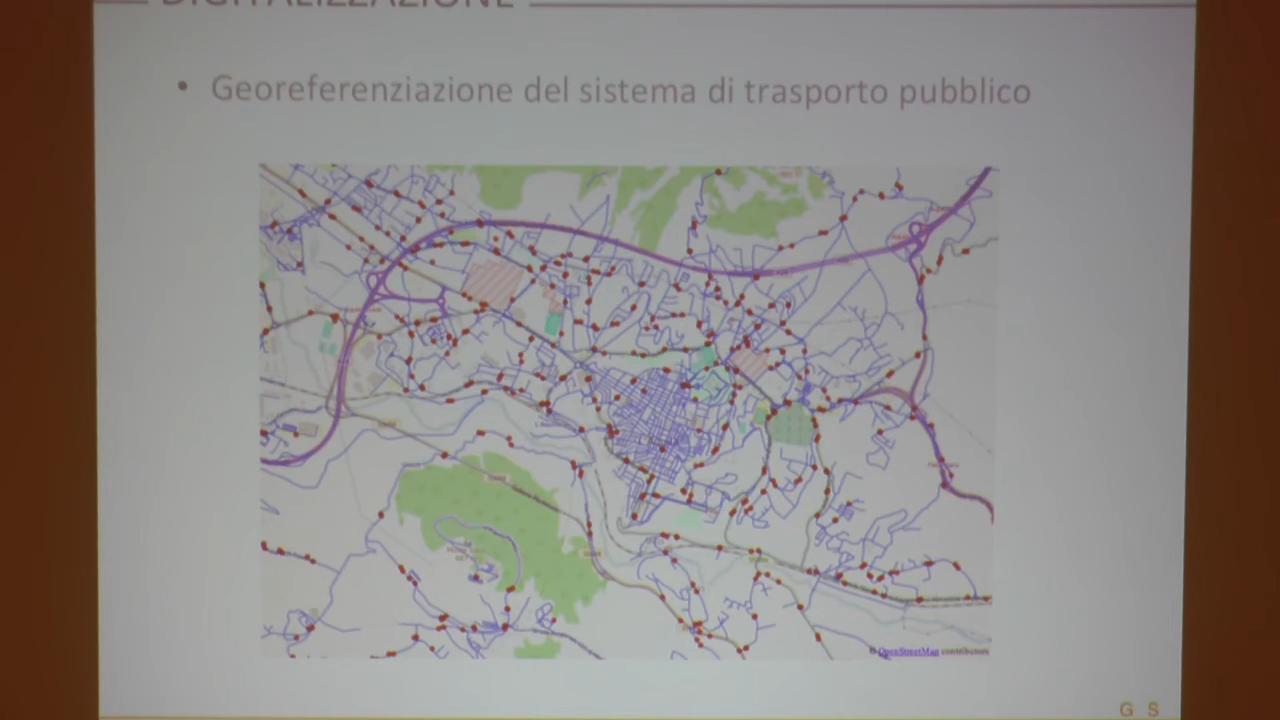 DIGITALIZZAZIONE
• Georeferenziazione del sistema di trasporto pubblico
© OpenStreetMap contributors
G S